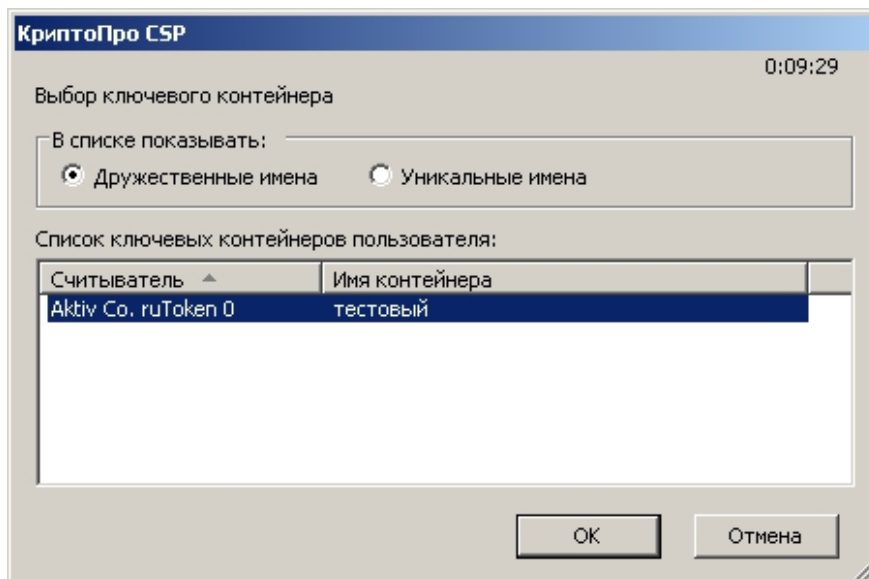 КриптоПро CSP
0:09:29
Выбор ключевого контейнера
В списке показывать:
Дружественные имена Уникальные имена
Список ключевых контейнеров пользователя:
Считыватель Имя контейнера
Aktiv Co. ruToken 0 тестовый
OK Отмена